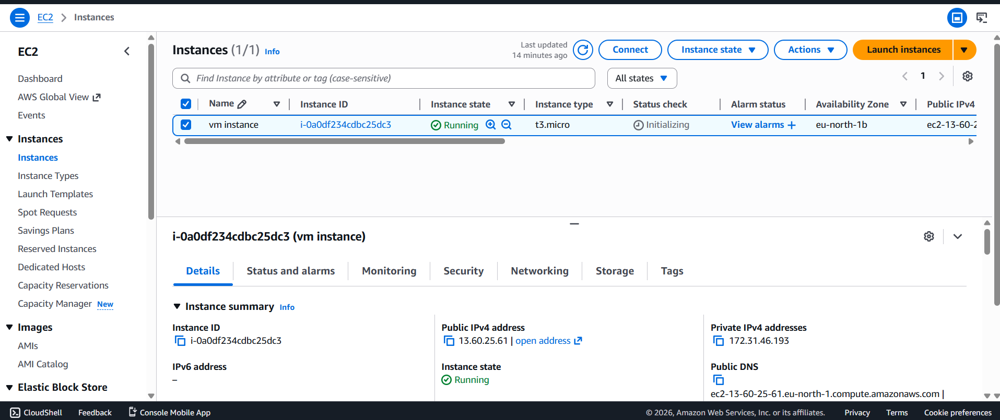 EC2 > Instances
EC2
Dashboard
AWS Global View
Events
Instances
Instances
Instance Types
Launch Templates
Spot Requests
Savings Plans
Reserved Instances
Dedicated Hosts
Capacity Reservations
Capacity Manager New
Images
AMIs
AMI Catalog
Elastic Block Store
Instances (1/1) Info
Last updated
14 minutes ago
Connect
Instance state
Actions
Launch instances
Find Instance by attribute or tag (case-sensitive)
All states
1
Name Instance ID Instance state Instance type Status check Alarm status Availability Zone Public IPv4
vm instance i-0a0df234cdbc25dc3 Running t3.micro Initializing View alarms + eu-north-1b ec2-13-60-2
i-0a0df234cdbc25dc3 (vm instance)
Details Status and alarms Monitoring Security Networking Storage Tags
Instance summary Info
Instance ID
i-0a0df234cdbc25dc3
Public IPv4 address
13.60.25.61 | open address
Private IPv4 addresses
172.31.46.193
IPv6 address
–
Instance state
Running
Public DNS
ec2-13-60-25-61.eu-north-1.compute.amazonaws.com |
CloudShell Feedback Console Mobile App © 2026, Amazon Web Services, Inc. or its affiliates. Privacy Terms Cookie preferences